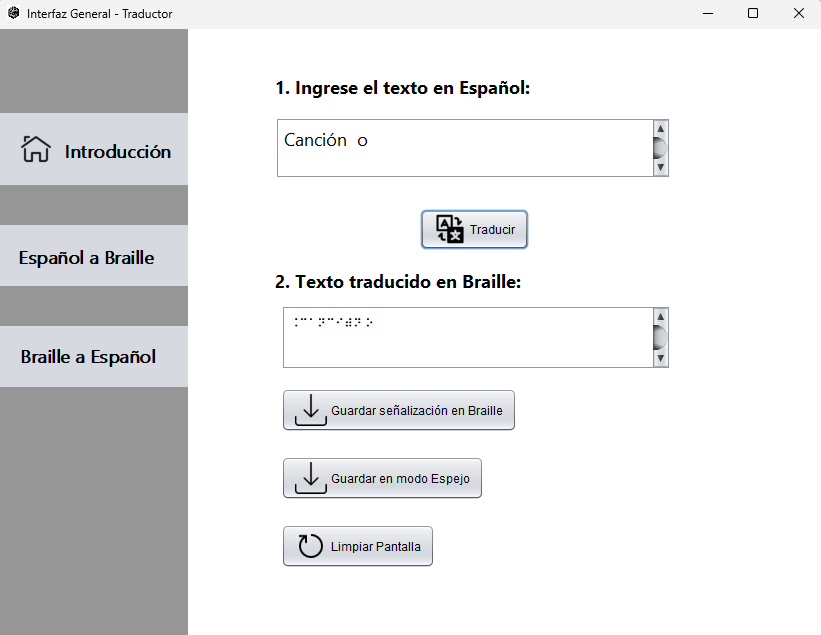 Interfaz General - Traductor
Introducción
Español a Braille
Braille a Español
1. Ingrese el texto en Español:
Canción  o
Traducir
2. Texto traducido en Braille:
⠨⠉⠁⠝⠉⠊⠾⠝⠕
Guardar señalización en Braille
Guardar en modo Espejo
Limpiar Pantalla